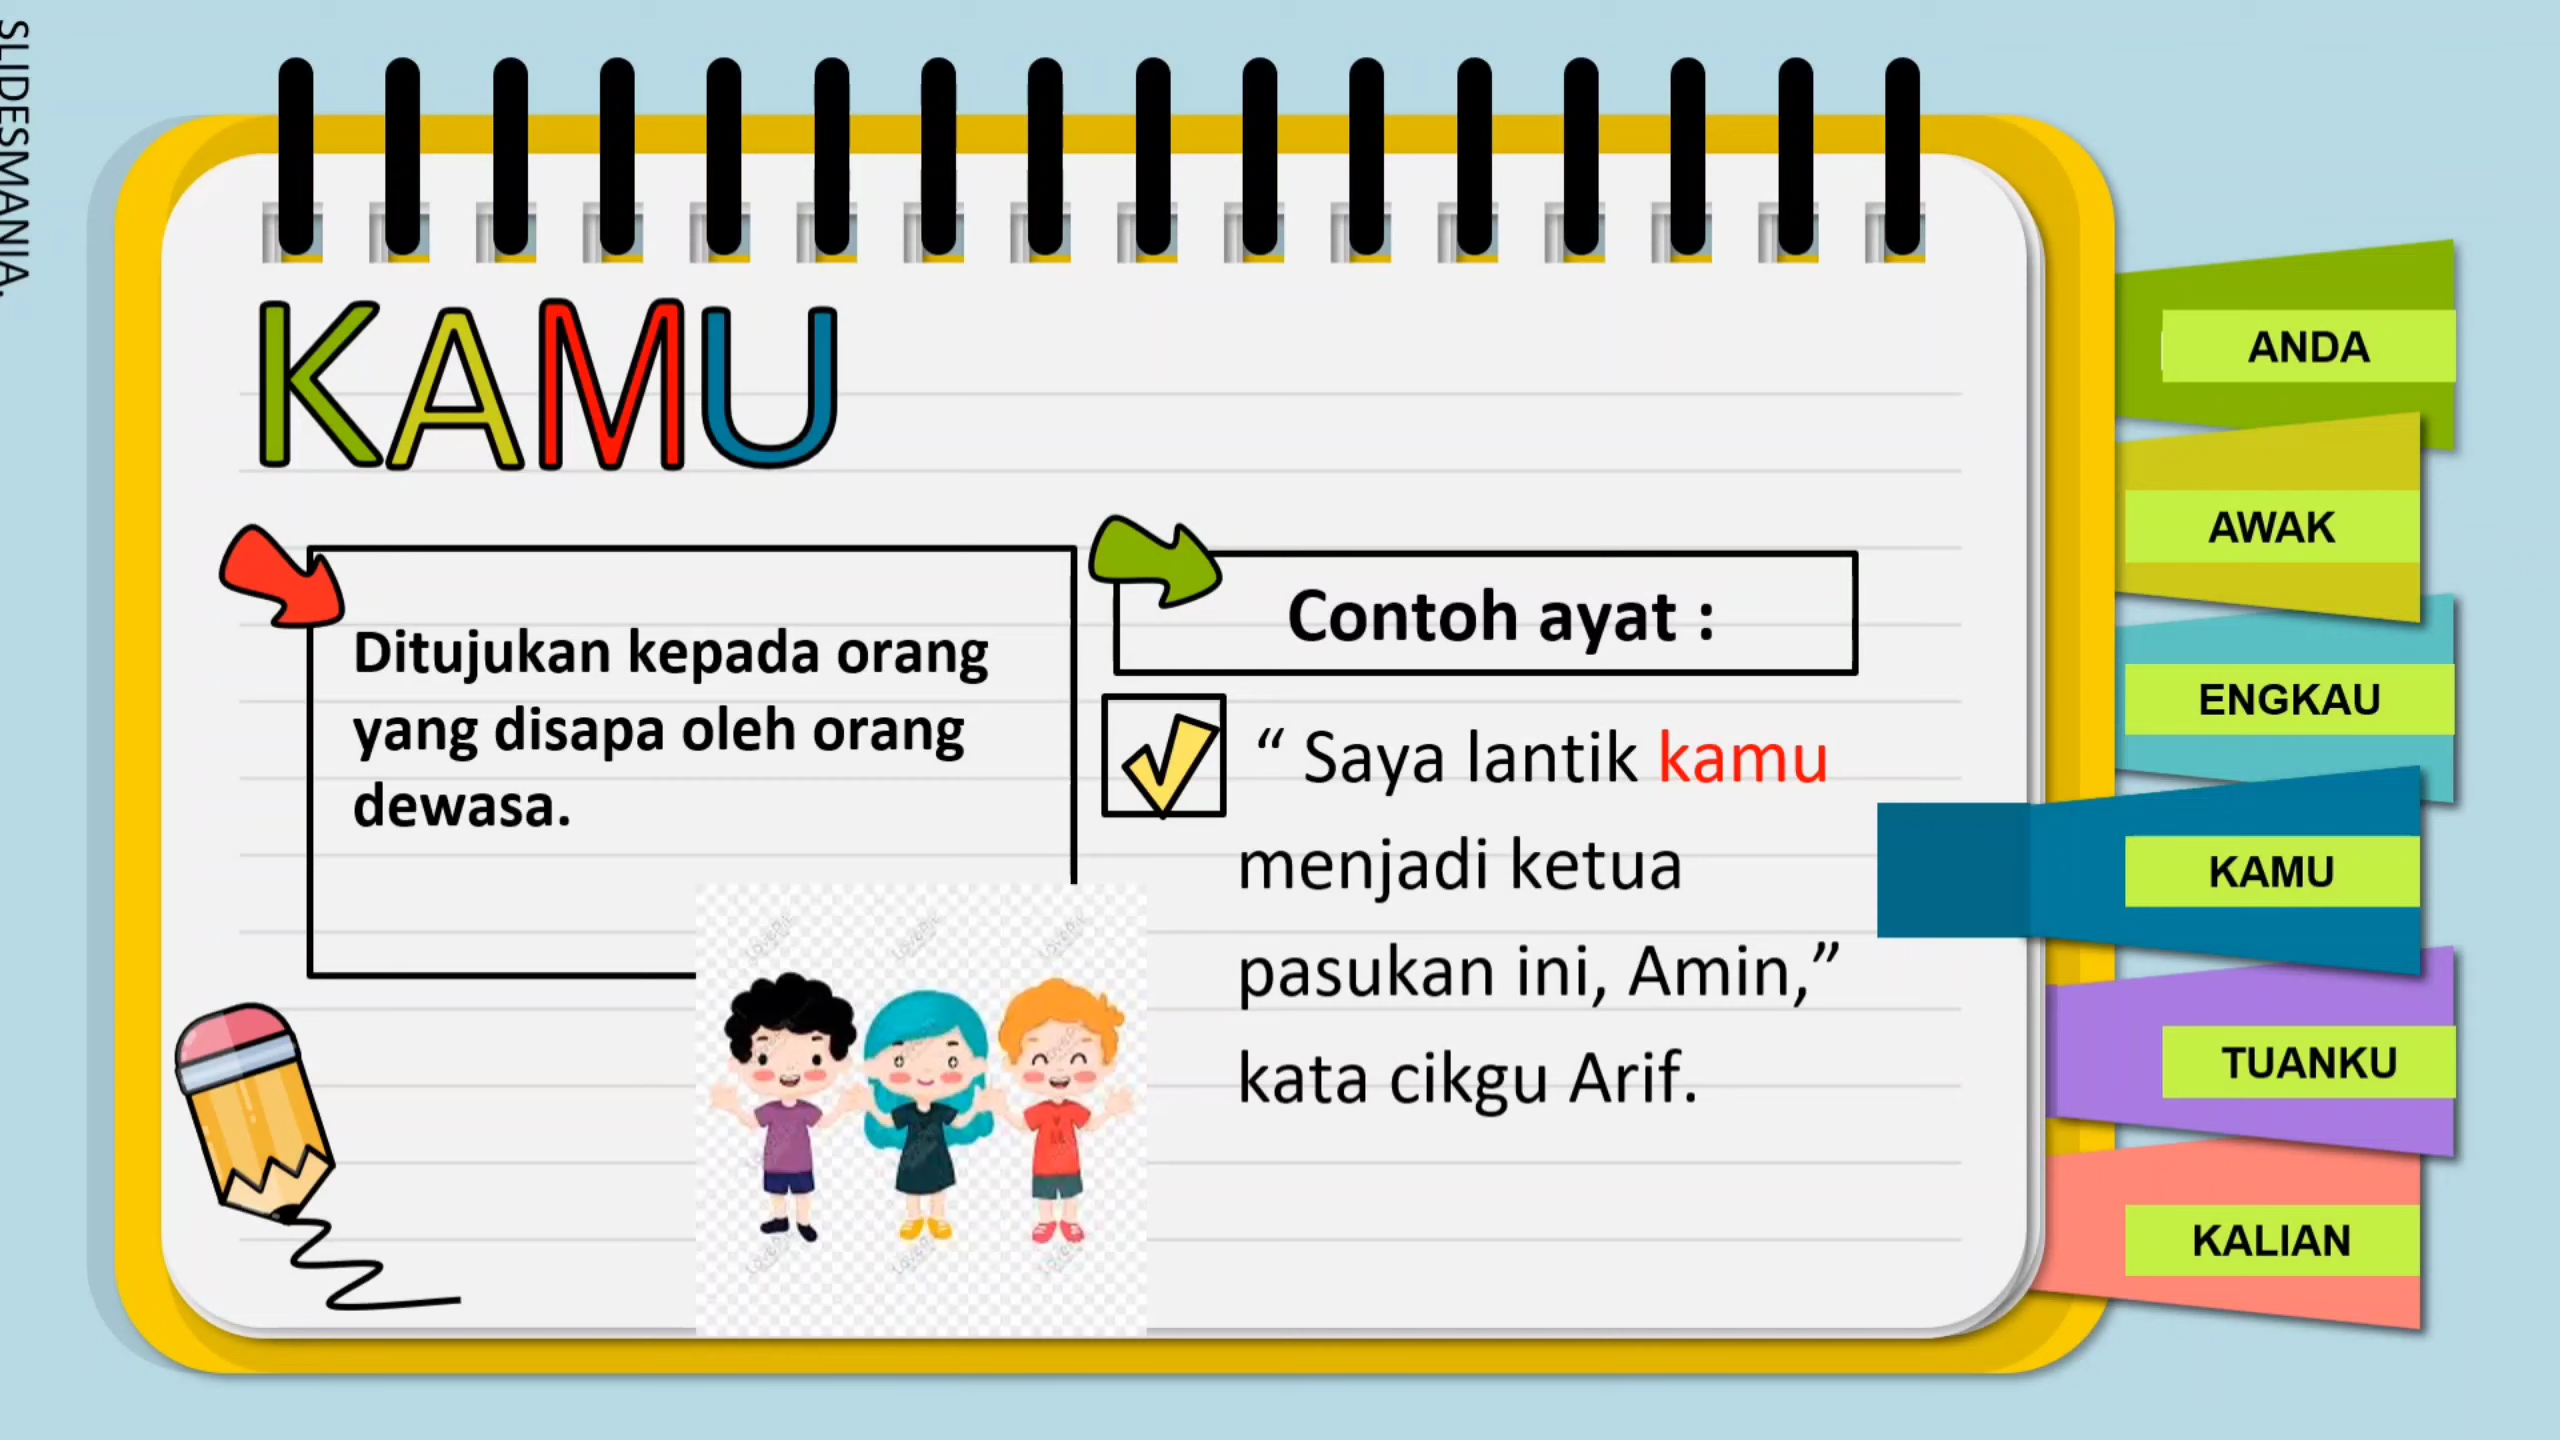 SLIDESMANIA.
KAMU
Ditujukan kepada orang
yang disapa oleh orang
dewasa.
Contoh ayat :
“ Saya lantik kamu
menjadi ketua
pasukan ini, Amin,”
kata cikgu Arif.
ANDA
AWAK
ENGKAU
KAMU
TUANKU
KALIAN